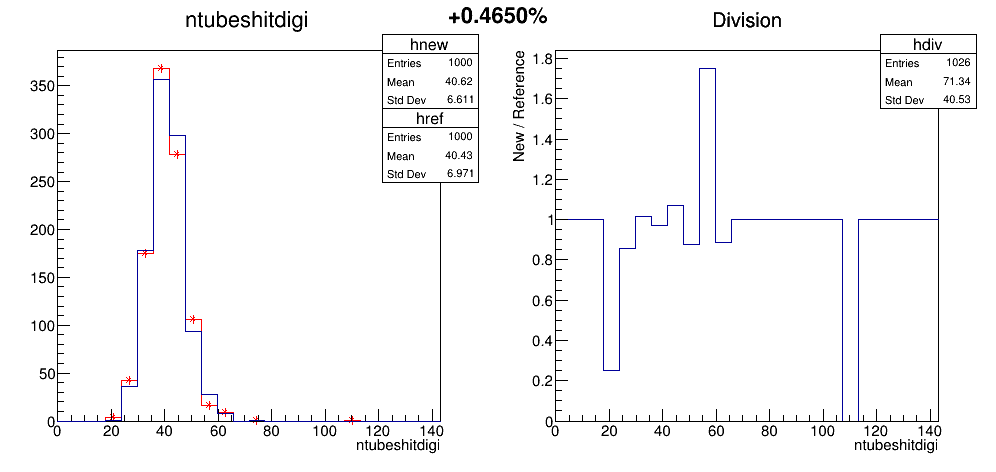 +0.4650%
ntubeshitdigi
hnew
Entries 1000
Mean 40.62
Std Dev 6.611
href
Entries 1000
Mean 40.43
Std Dev 6.971
350
300
250
200
150
100
50
0
0 20 40 60 80 100 120 140
ntubeshitdigi
Division
hdiv
Entries 1026
Mean 71.34
Std Dev 40.53
New / Reference
1.8
1.6
1.4
1.2
1
0.8
0.6
0.4
0.2
0
0 20 40 60 80 100 120 140
ntubeshitdigi